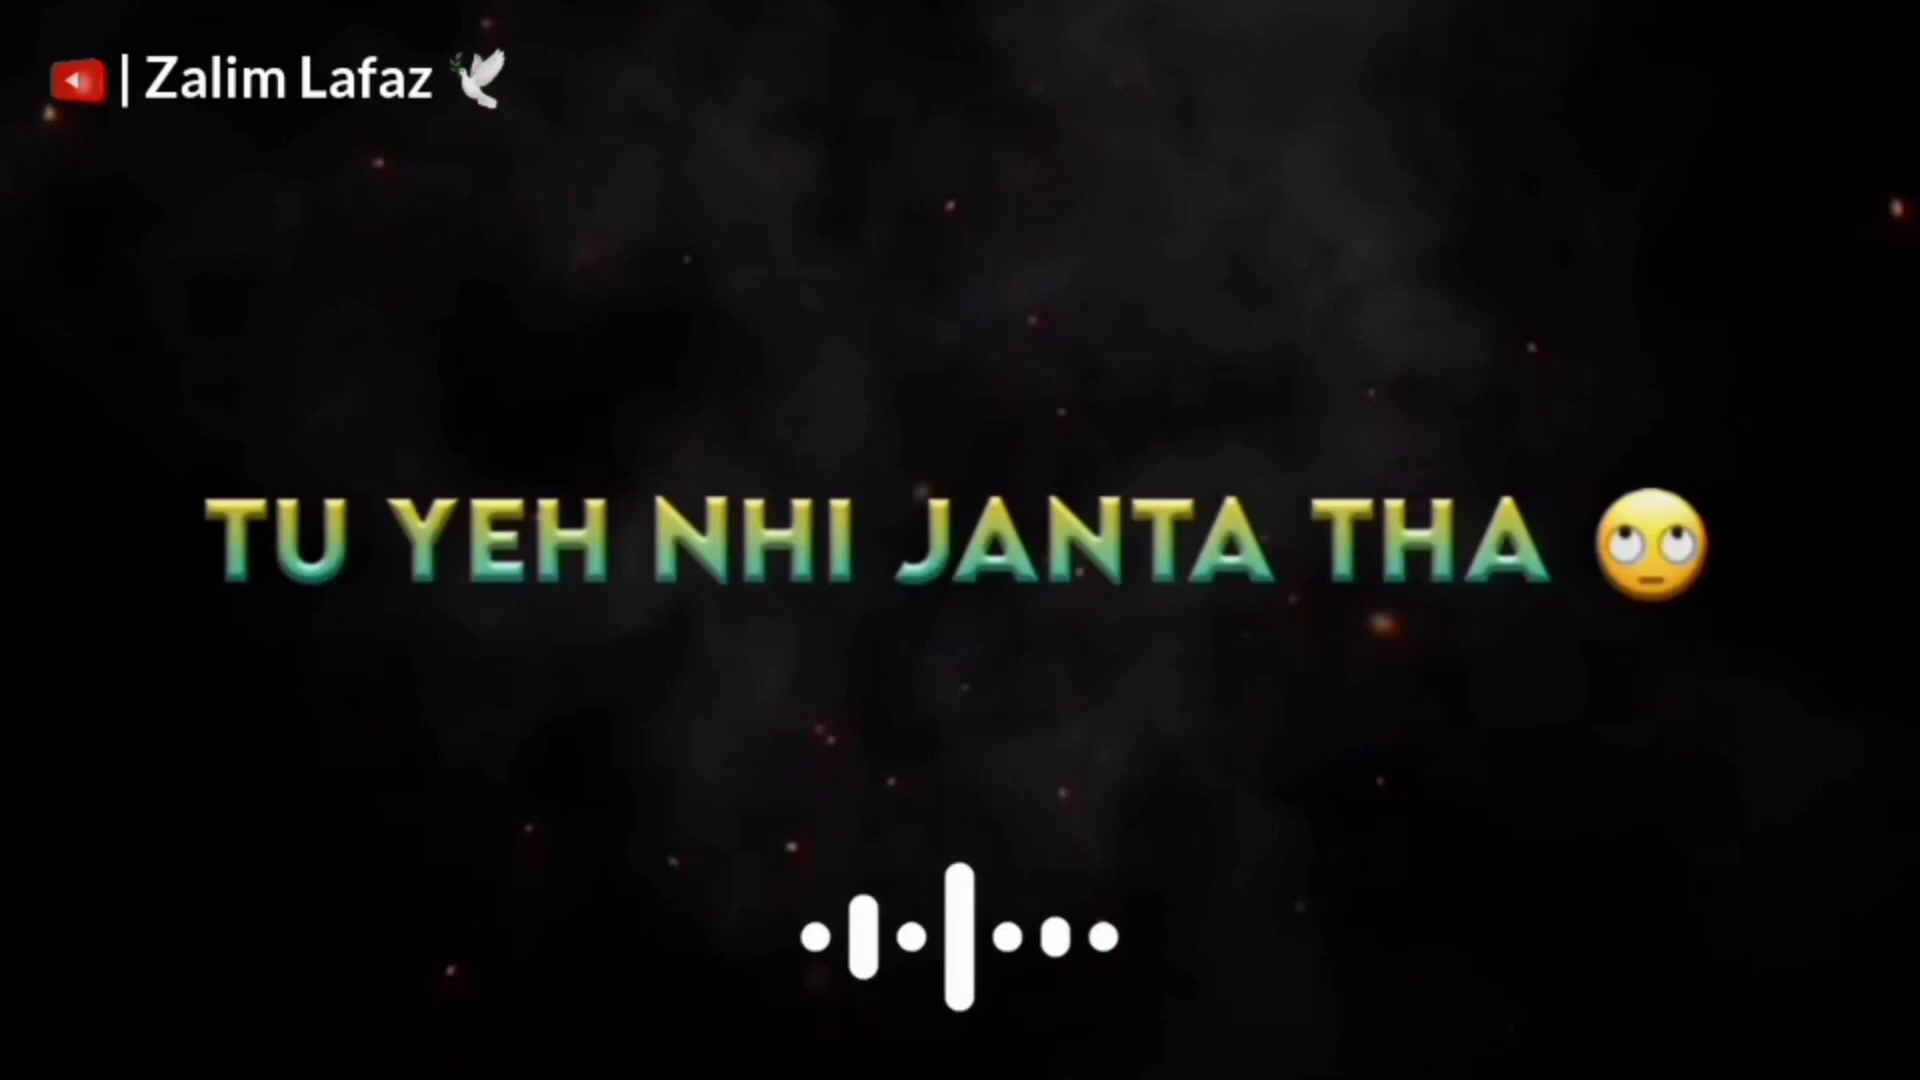 | Zalim Lafaz 🕊
TU YEH NHI JANTA THA 🙄